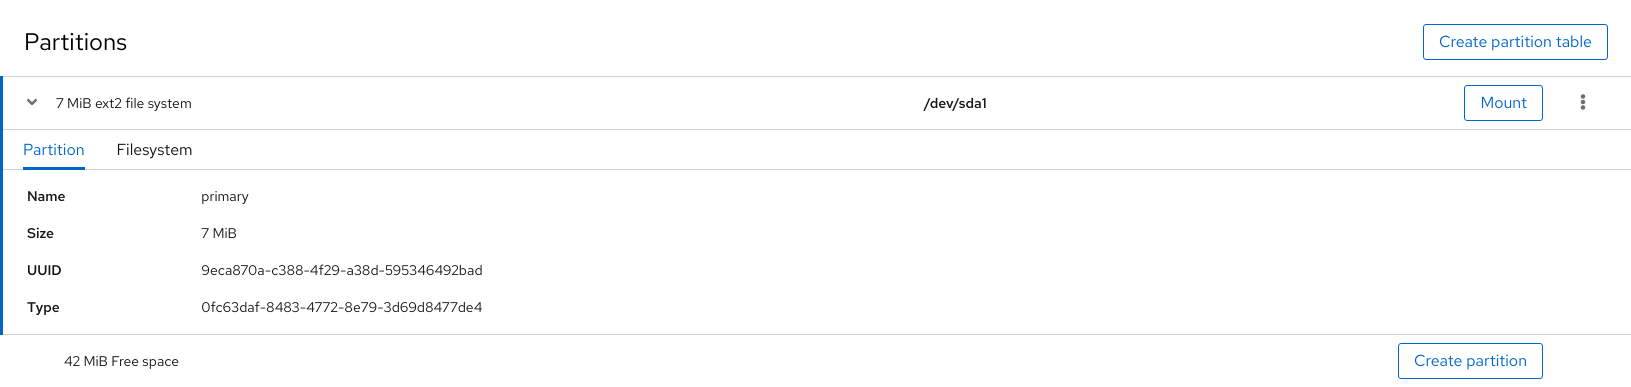 Partitions
Create partition table
7 MiB ext2 file system /dev/sda1 Mount
Partition Filesystem
Name primary
Size 7 MiB
UUID 9eca870a-c388-4f29-a38d-595346492bad
Type 0fc63daf-8483-4772-8e79-3d69d8477de4
42 MiB Free space Create partition